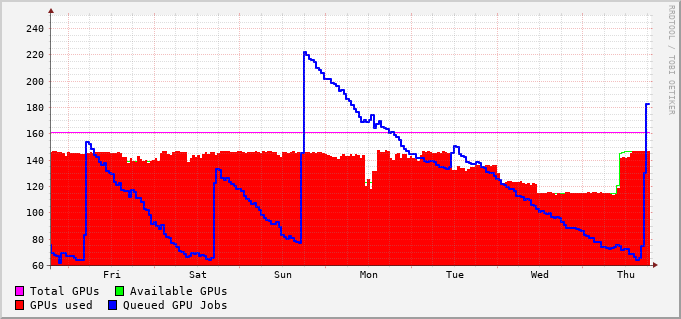 RRDTOOL / TOBI OETIKER
240
220
200
180
160
140
120
100
80
60
Fri Sat Sun Mon Tue Wed Thu
Total GPUs Available GPUs
GPUs used Queued GPU Jobs